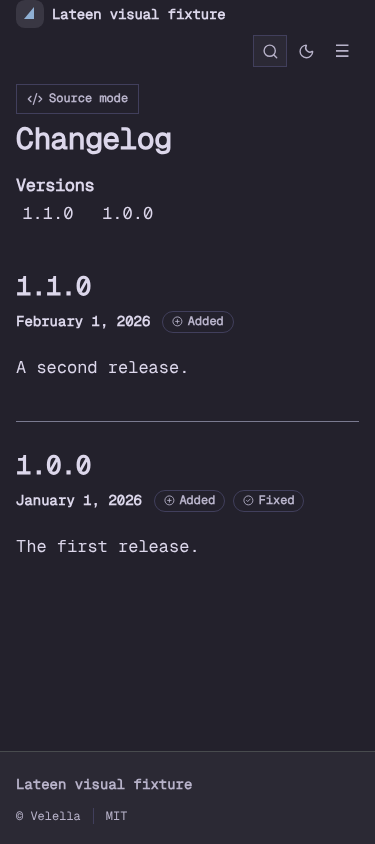 Lateen visual fixture
Source mode
Changelog
Versions
1.1.0 1.0.0
1.1.0
February 1, 2026 Added
A second release.
1.0.0
January 1, 2026 Added Fixed
The first release.
Lateen visual fixture
© Velella MIT